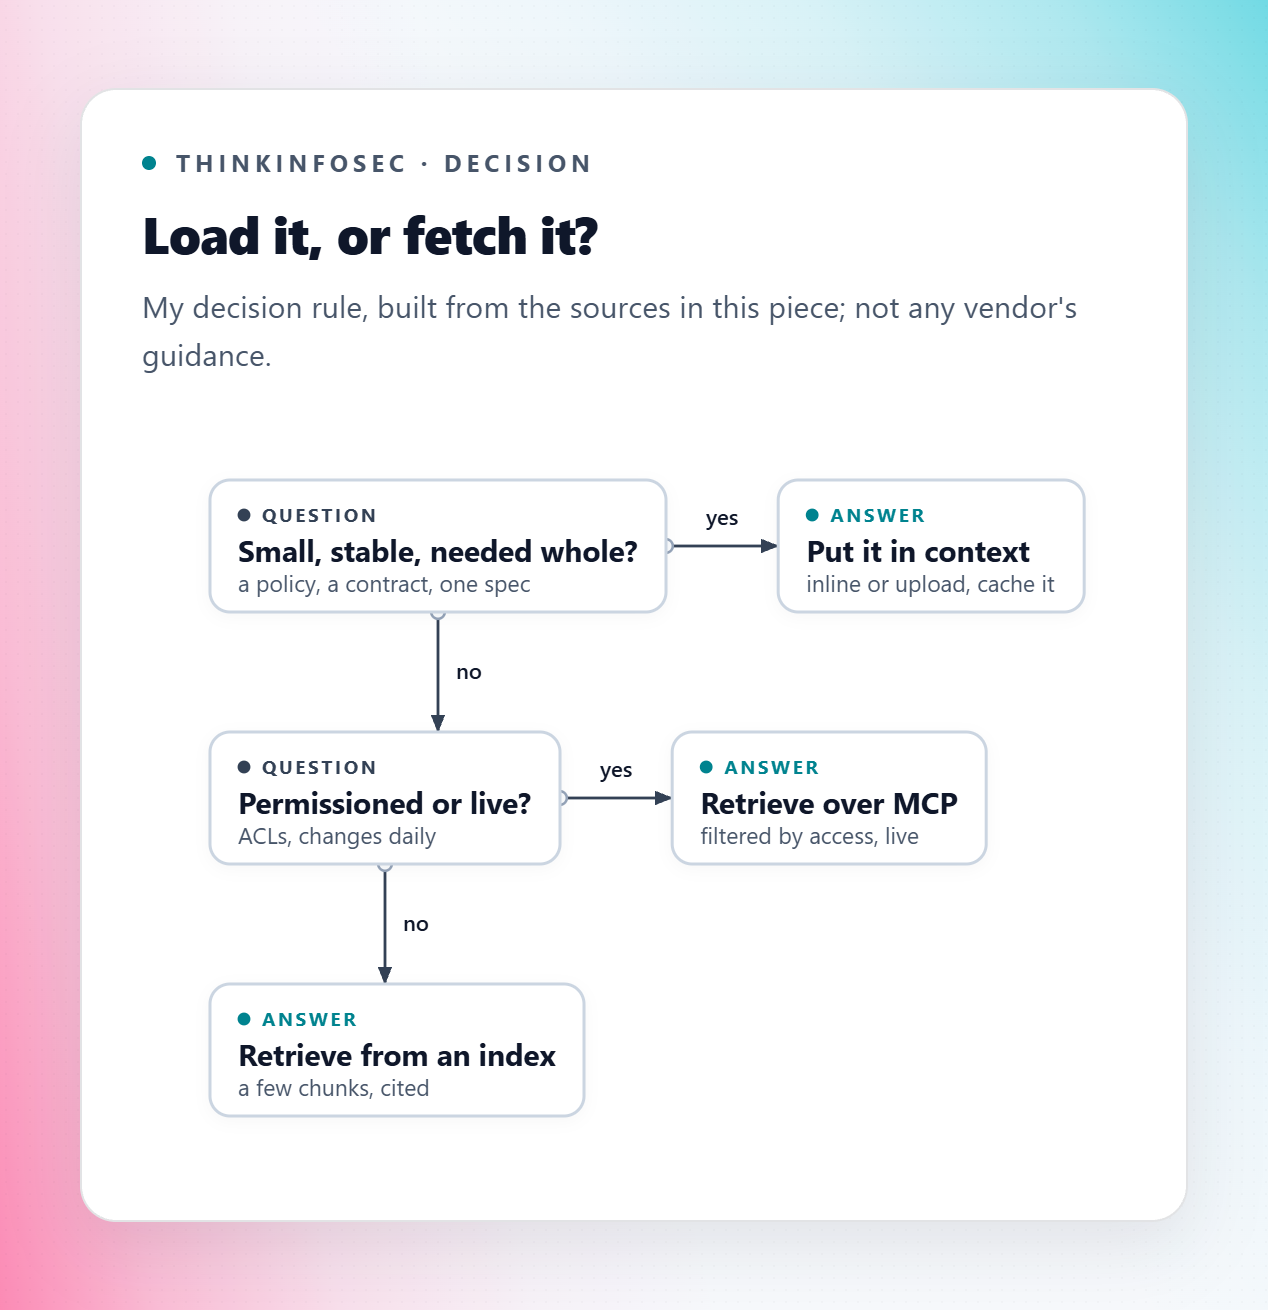 THINKINFOSEC · DECISION
Load it, or fetch it?
My decision rule, built from the sources in this piece; not any vendor's
guidance.
QUESTION
Small, stable, needed whole?
a policy, a contract, one spec
yes
ANSWER
Put it in context
inline or upload, cache it
no
QUESTION
Permissioned or live?
ACLs, changes daily
yes
ANSWER
Retrieve over MCP
filtered by access, live
no
ANSWER
Retrieve from an index
a few chunks, cited